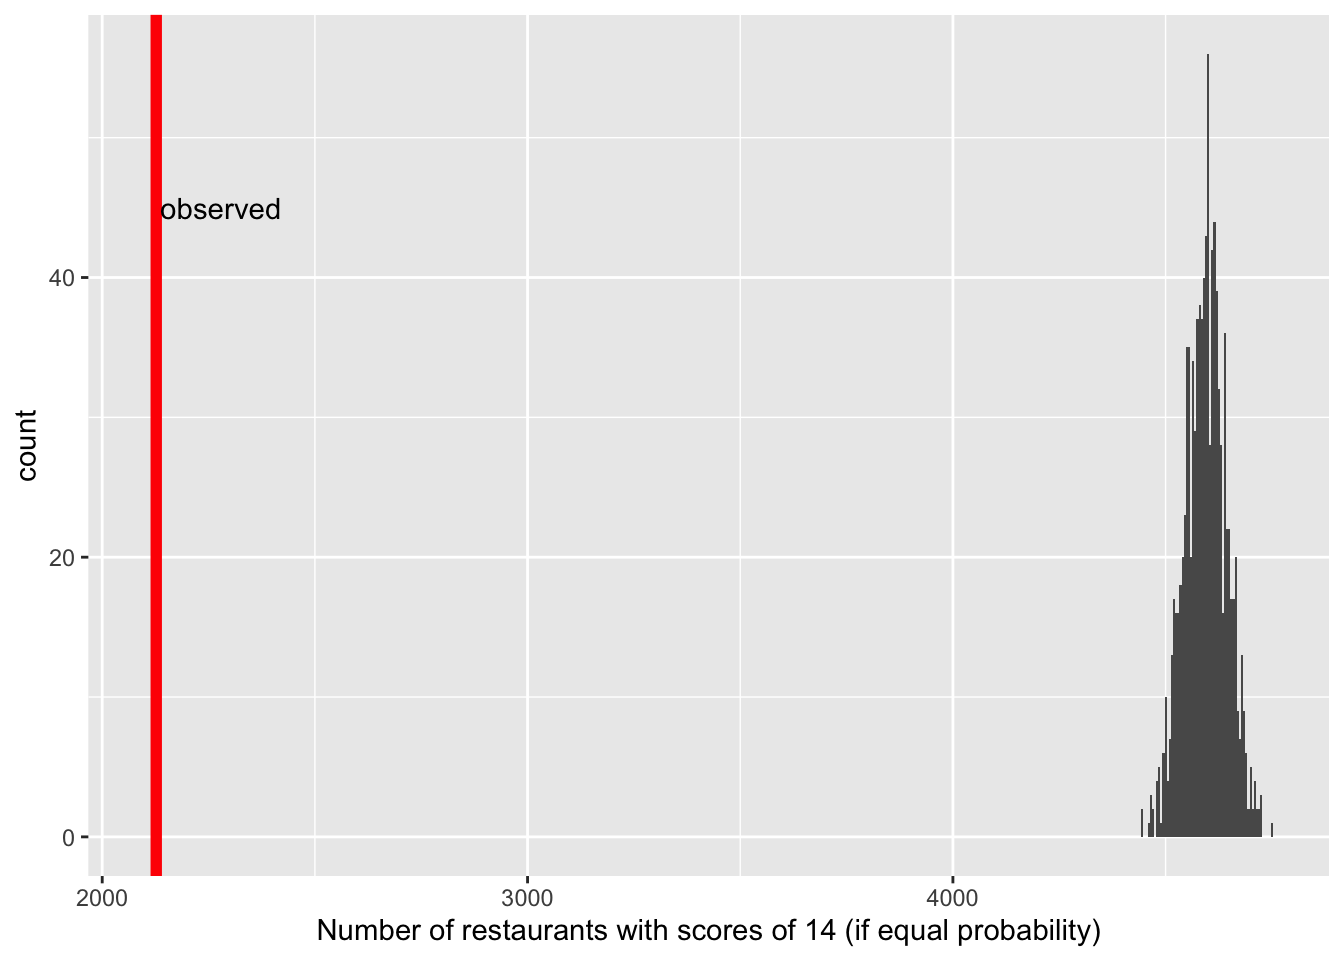 observed
40
20
0
count
2000
3000
4000
Number of restaurants with scores of 14 (if equal probability)